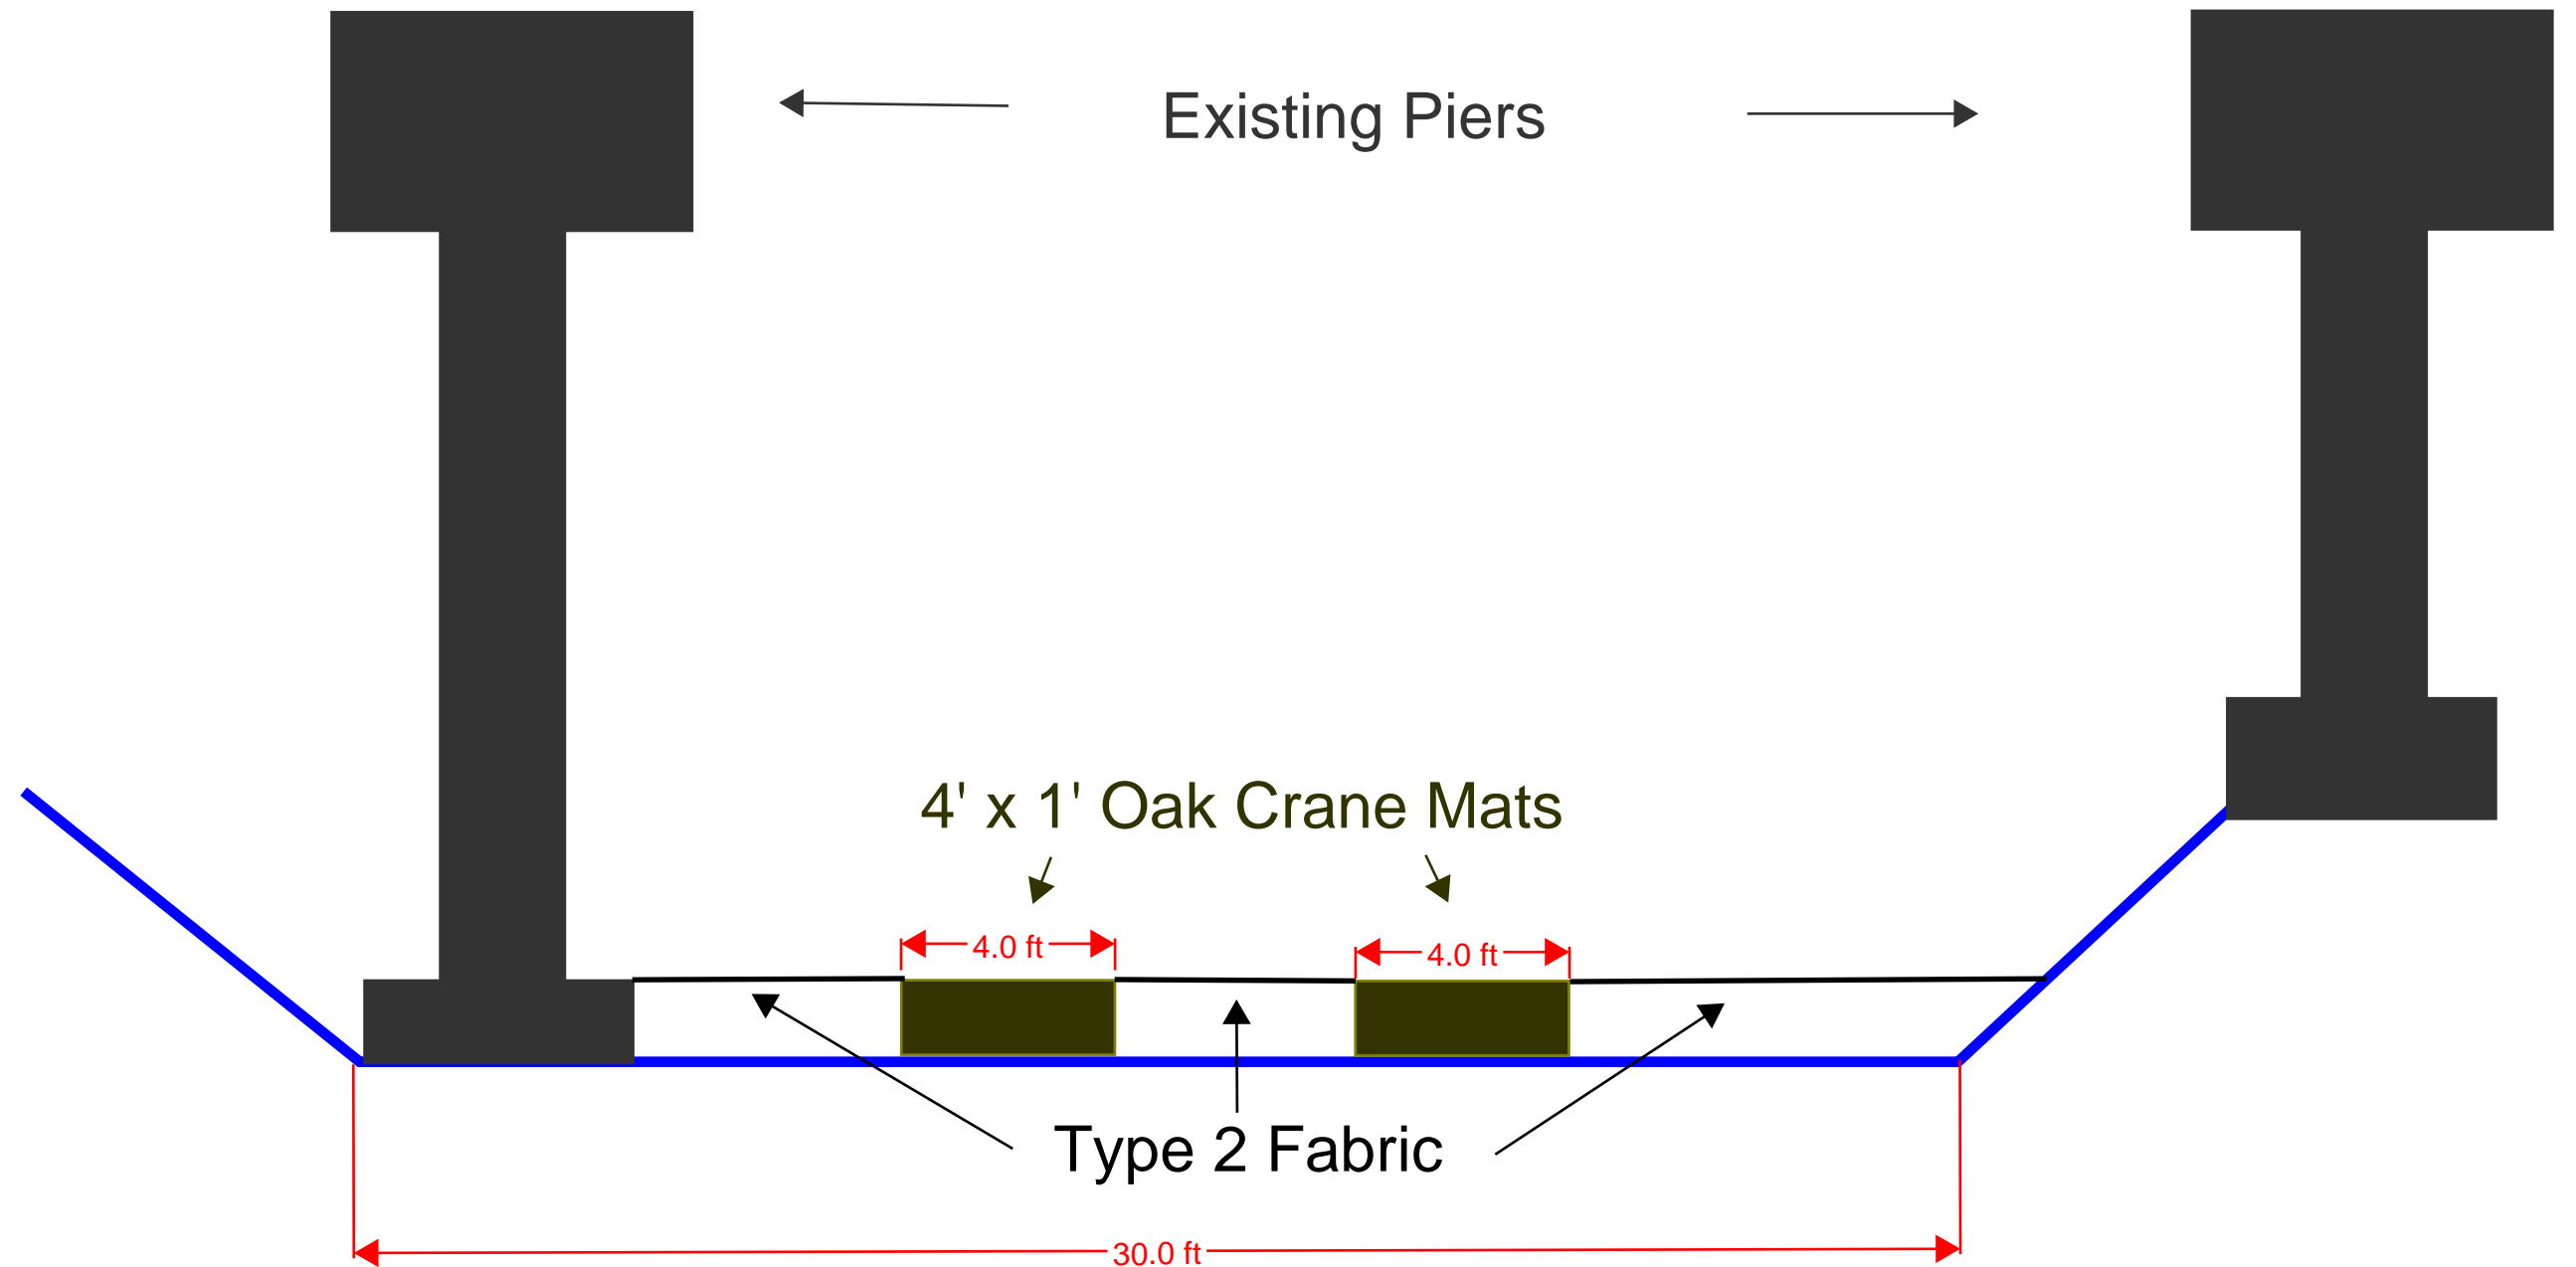 Existing Piers
4' x 1' Oak Crane Mats
4.0 ft
4.0 ft
Type 2 Fabric
30.0 ft